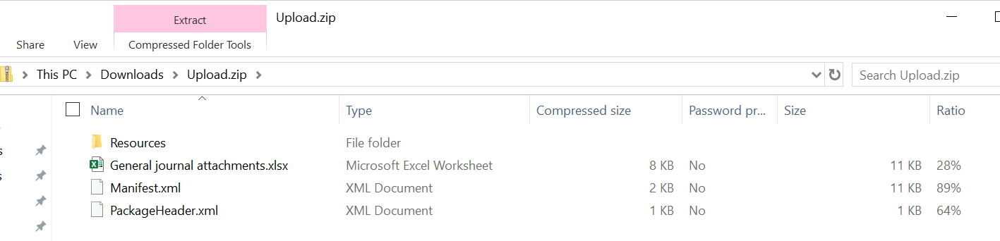 Extract
Upload.zip
Share View Compressed Folder Tools
This PC Downloads Upload.zip Search Upload.zip
Name Type Compressed size Password pr... Size Ratio
Resources File folder
General journal attachments.xlsx Microsoft Excel Worksheet 8 KB No 11 KB 28%
Manifest.xml XML Document 2 KB No 11 KB 89%
PackageHeader.xml XML Document 1 KB No 1 KB 64%